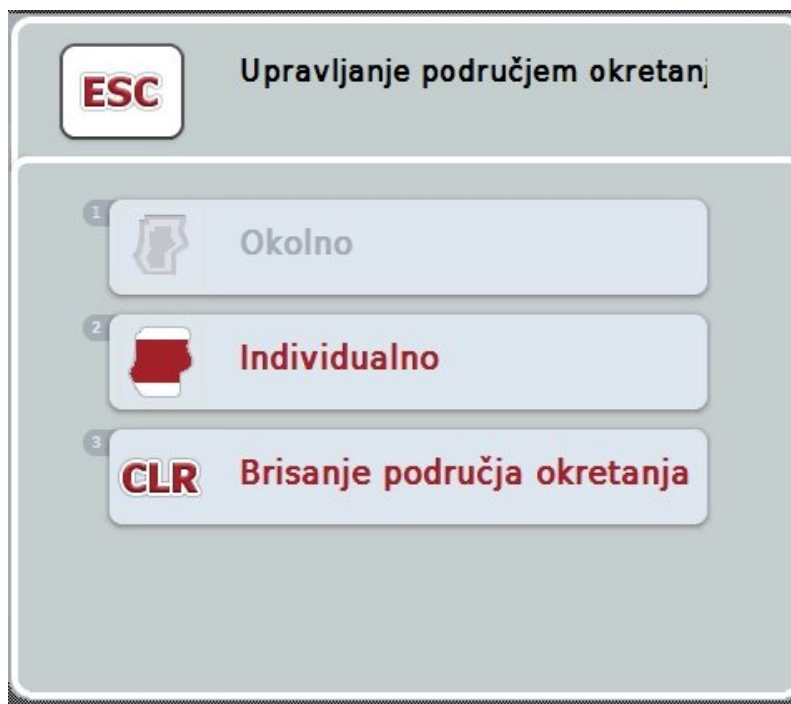 ESC
Upravljanje područjem okretanj
1
Okolno
2
Individualno
3
CLR
Brisanje područja okretanja